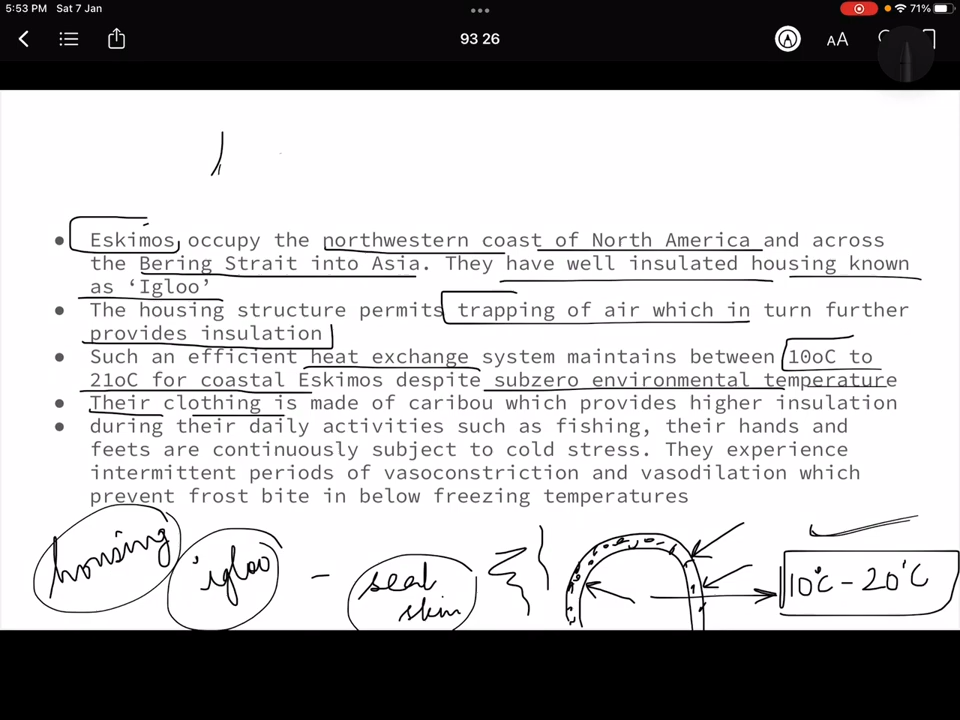 5:53 PM Sat 7 Jan
71%
93 26
AA
• Eskimos occupy the northwestern coast of North America and across
the Bering Strait into Asia. They have well insulated housing known
as ‘Igloo’
• The housing structure permits trapping of air which in turn further
provides insulation
• Such an efficient heat exchange system maintains between 10oC to
21oC for coastal Eskimos despite subzero environmental temperature
• Their clothing is made of caribou which provides higher insulation
• during their daily activities such as fishing, their hands and
feets are continuously subject to cold stress. They experience
intermittent periods of vasoconstriction and vasodilation which
prevent frost bite in below freezing temperatures
housing igloo – seal
skin
10°C – 20°C